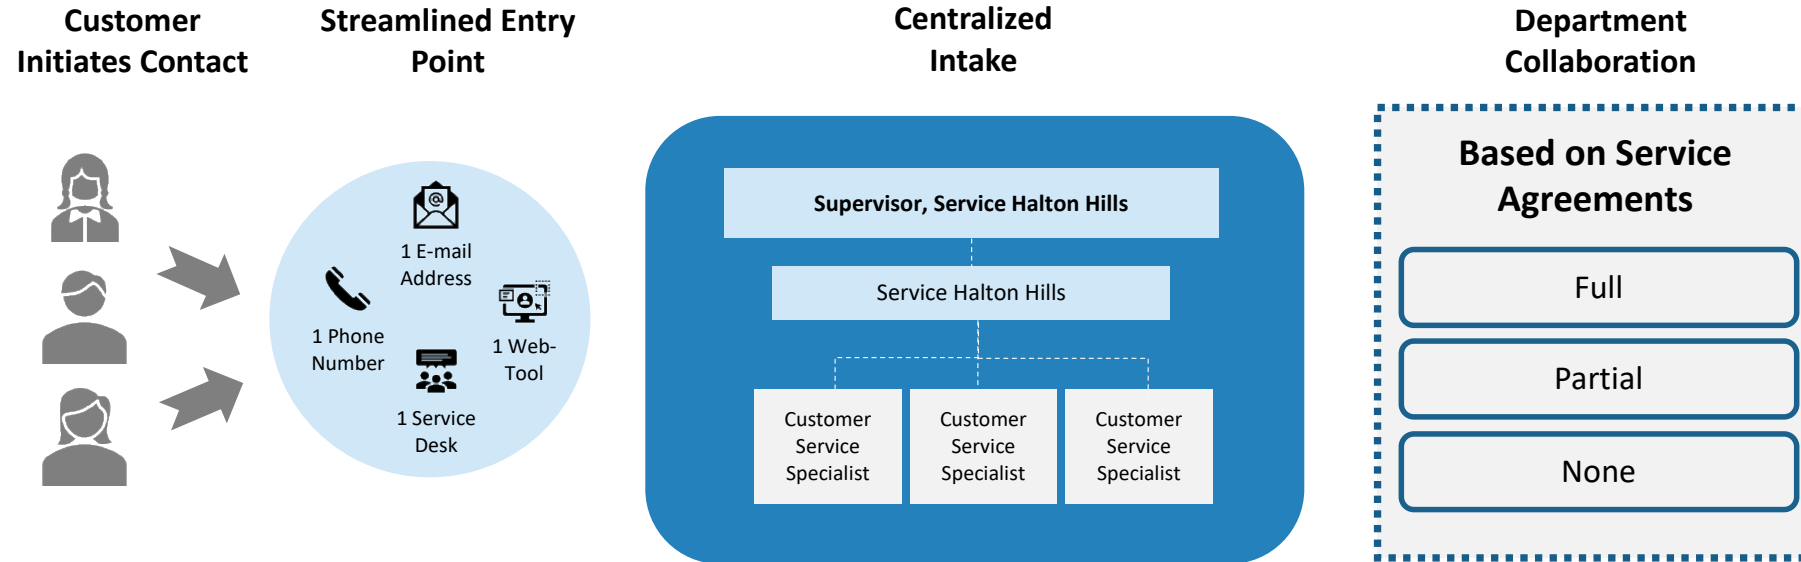 Customer
Initiates Contact
Streamlined Entry
Point
Centralized
Intake
Department
Collaboration
1 E-mail
Address
1 Phone
Number
1 Web-
Tool
1 Service
Desk
Supervisor, Service Halton Hills
Service Halton Hills
Customer
Service
Specialist
Customer
Service
Specialist
Customer
Service
Specialist
Based on Service
Agreements
Full
Partial
None